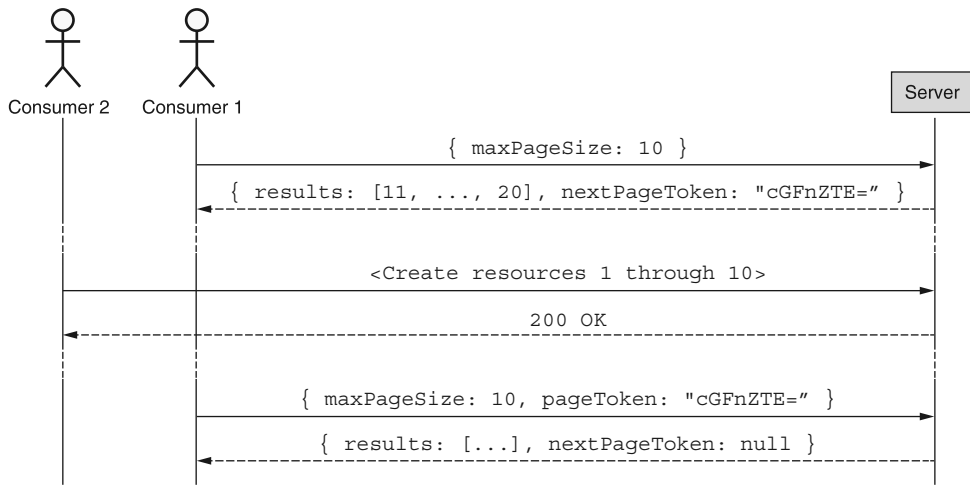 Consumer 2
Consumer 1
Server
{ maxPageSize: 10 }
{ results: [11, ..., 20], nextPageToken: "cGFnZTE=” }
<Create resources 1 through 10>
200 OK
{ maxPageSize: 10, pageToken: "cGFnZTE=” }
{ results: [...], nextPageToken: null }